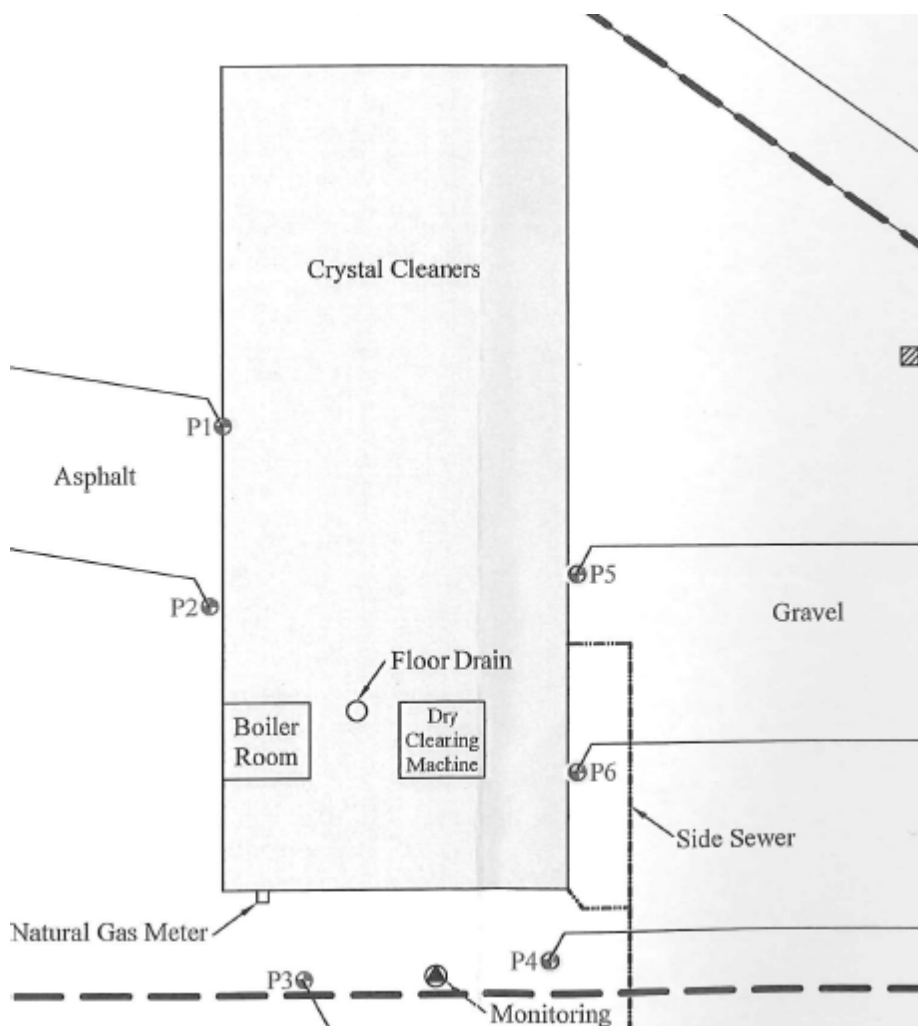 Crystal Cleaners
P1
Asphalt
P5
P2
Gravel
Floor Drain
Boiler
Room
Dry
Clearing
Machine
P6
Side Sewer
Natural Gas Meter
P4
P3
Monitoring